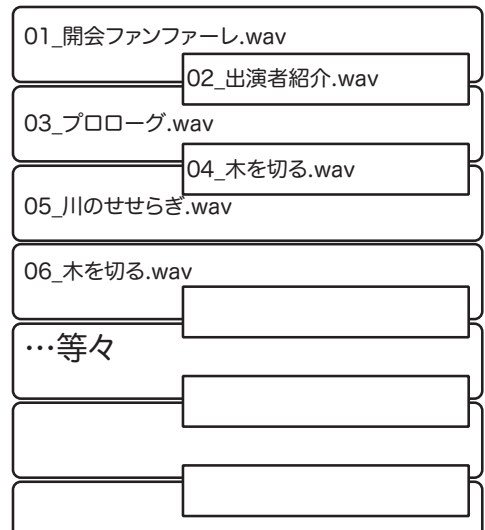 01_開会ファンファーレ.wav
02_出演者紹介.wav
03_プロローグ.wav
04_木を切る.wav
05_川のせせらぎ.wav
06_木を切る.wav
…等々